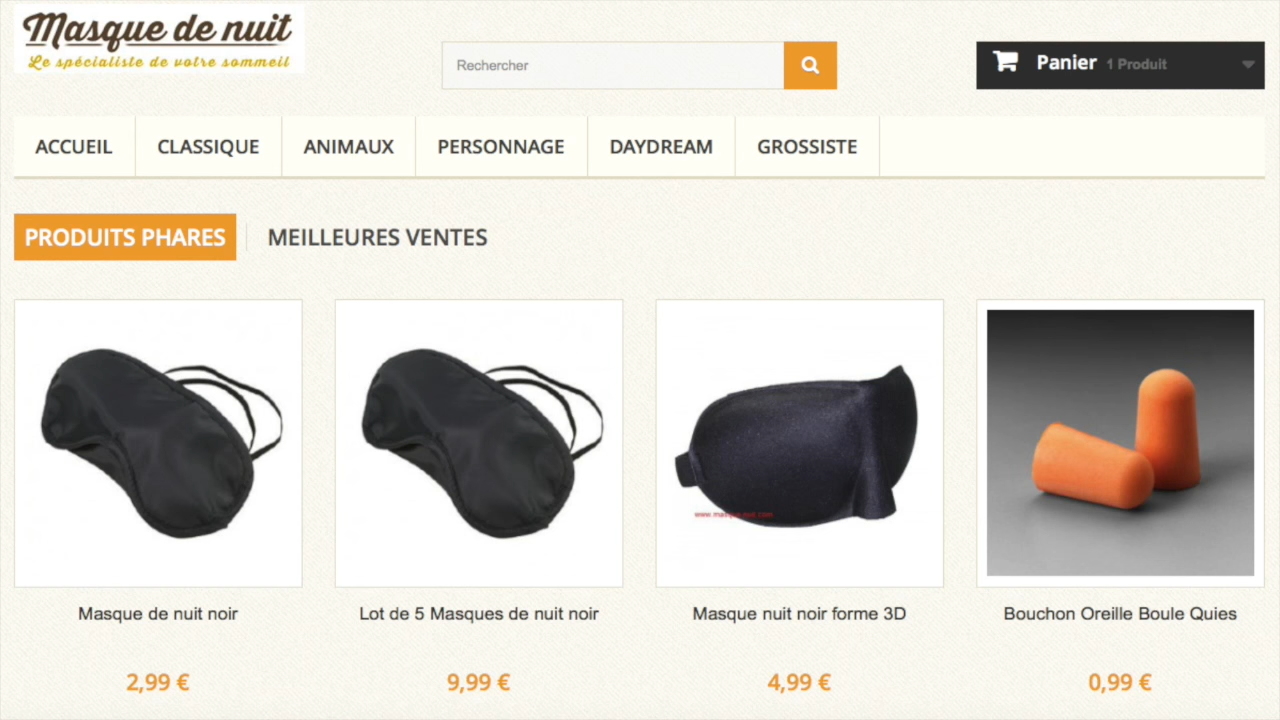 Masque de nuit
Le spécialiste de votre sommeil
Rechercher
Panier 1 Produit
ACCUEIL CLASSIQUE ANIMAUX PERSONNAGE DAYDREAM GROSSISTE
PRODUITS PHARES MEILLEURES VENTES
Masque de nuit noir
Lot de 5 Masques de nuit noir
Masque nuit noir forme 3D
Bouchon Oreille Boule Quies
2,99 €
9,99 €
4,99 €
0,99 €